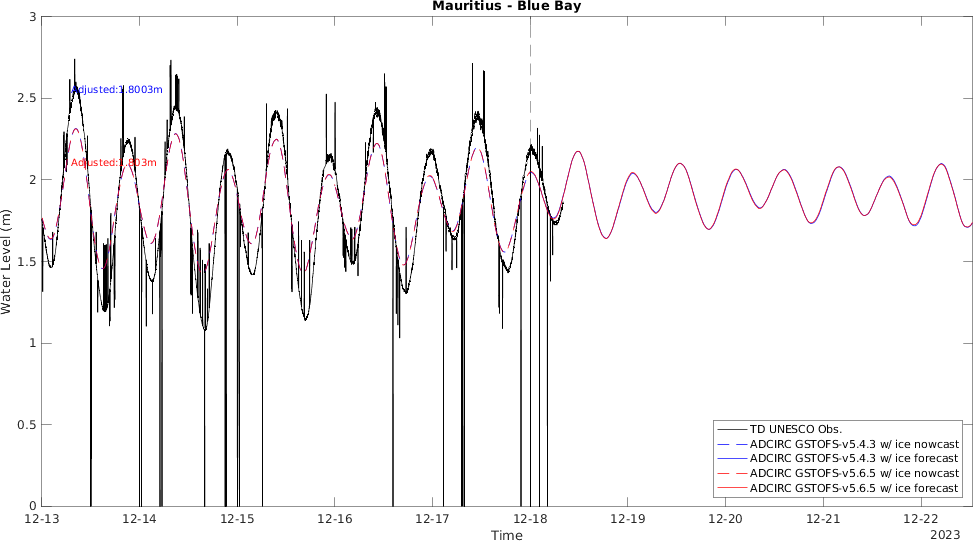 Mauritius - Blue Bay
Water Level (m)
3
2.5
2
1.5
1
0.5
0
Adjusted:1.8003m
Adjusted:1.803m
TD UNESCO Obs.
ADCIRC GSTOFS-v5.4.3 w/ ice nowcast
ADCIRC GSTOFS-v5.4.3 w/ ice forecast
ADCIRC GSTOFS-v5.6.5 w/ ice nowcast
ADCIRC GSTOFS-v5.6.5 w/ ice forecast
12-13 12-14 12-15 12-16 12-17 12-18 12-19 12-20 12-21 12-22
Time
2023